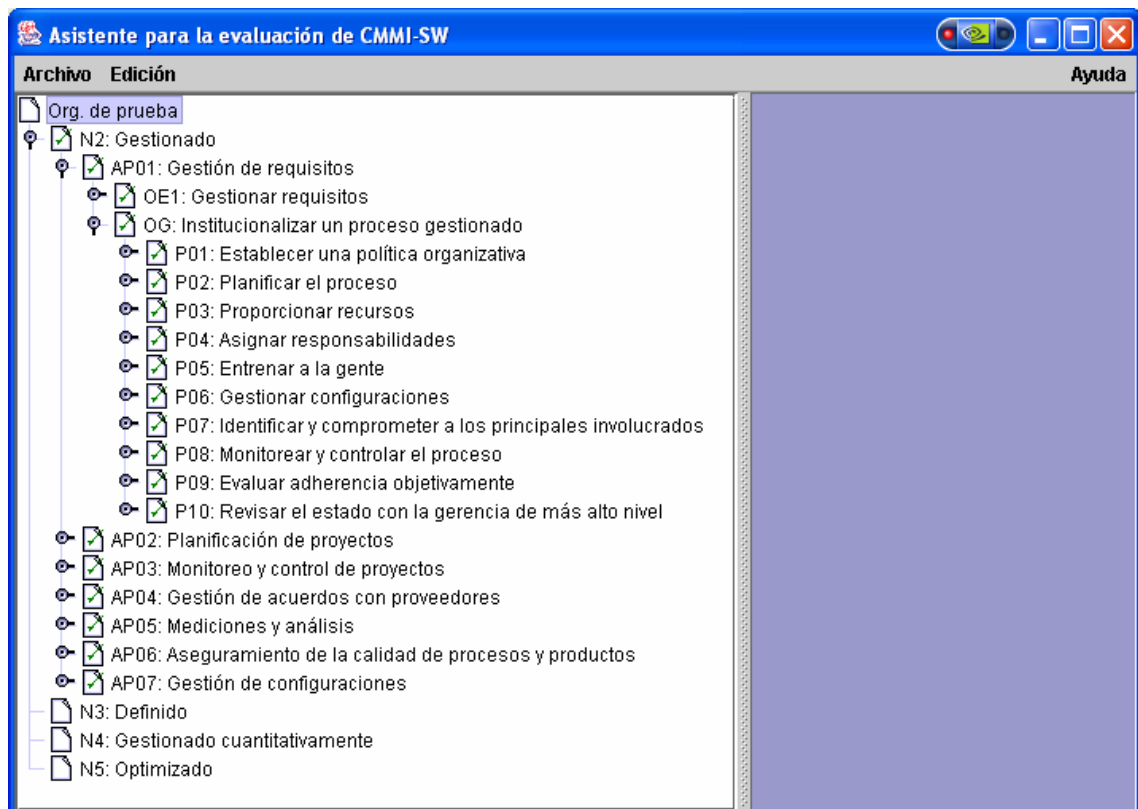 Asistente para la evaluación de CMMI-SW
Archivo Edición Ayuda
Org. de prueba
N2: Gestionado
AP01: Gestión de requisitos
OE1: Gestionar requisitos
OG: Institucionalizar un proceso gestionado
P01: Establecer una política organizativa
P02: Planificar el proceso
P03: Proporcionar recursos
P04: Asignar responsabilidades
P05: Entrenar a la gente
P06: Gestionar configuraciones
P07: Identificar y comprometer a los principales involucrados
P08: Monitorear y controlar el proceso
P09: Evaluar adherencia objetivamente
P10: Revisar el estado con la gerencia de más alto nivel
AP02: Planificación de proyectos
AP03: Monitoreo y control de proyectos
AP04: Gestión de acuerdos con proveedores
AP05: Mediciones y análisis
AP06: Aseguramiento de la calidad de procesos y productos
AP07: Gestión de configuraciones
N3: Definido
N4: Gestionado cuantitativamente
N5: Optimizado